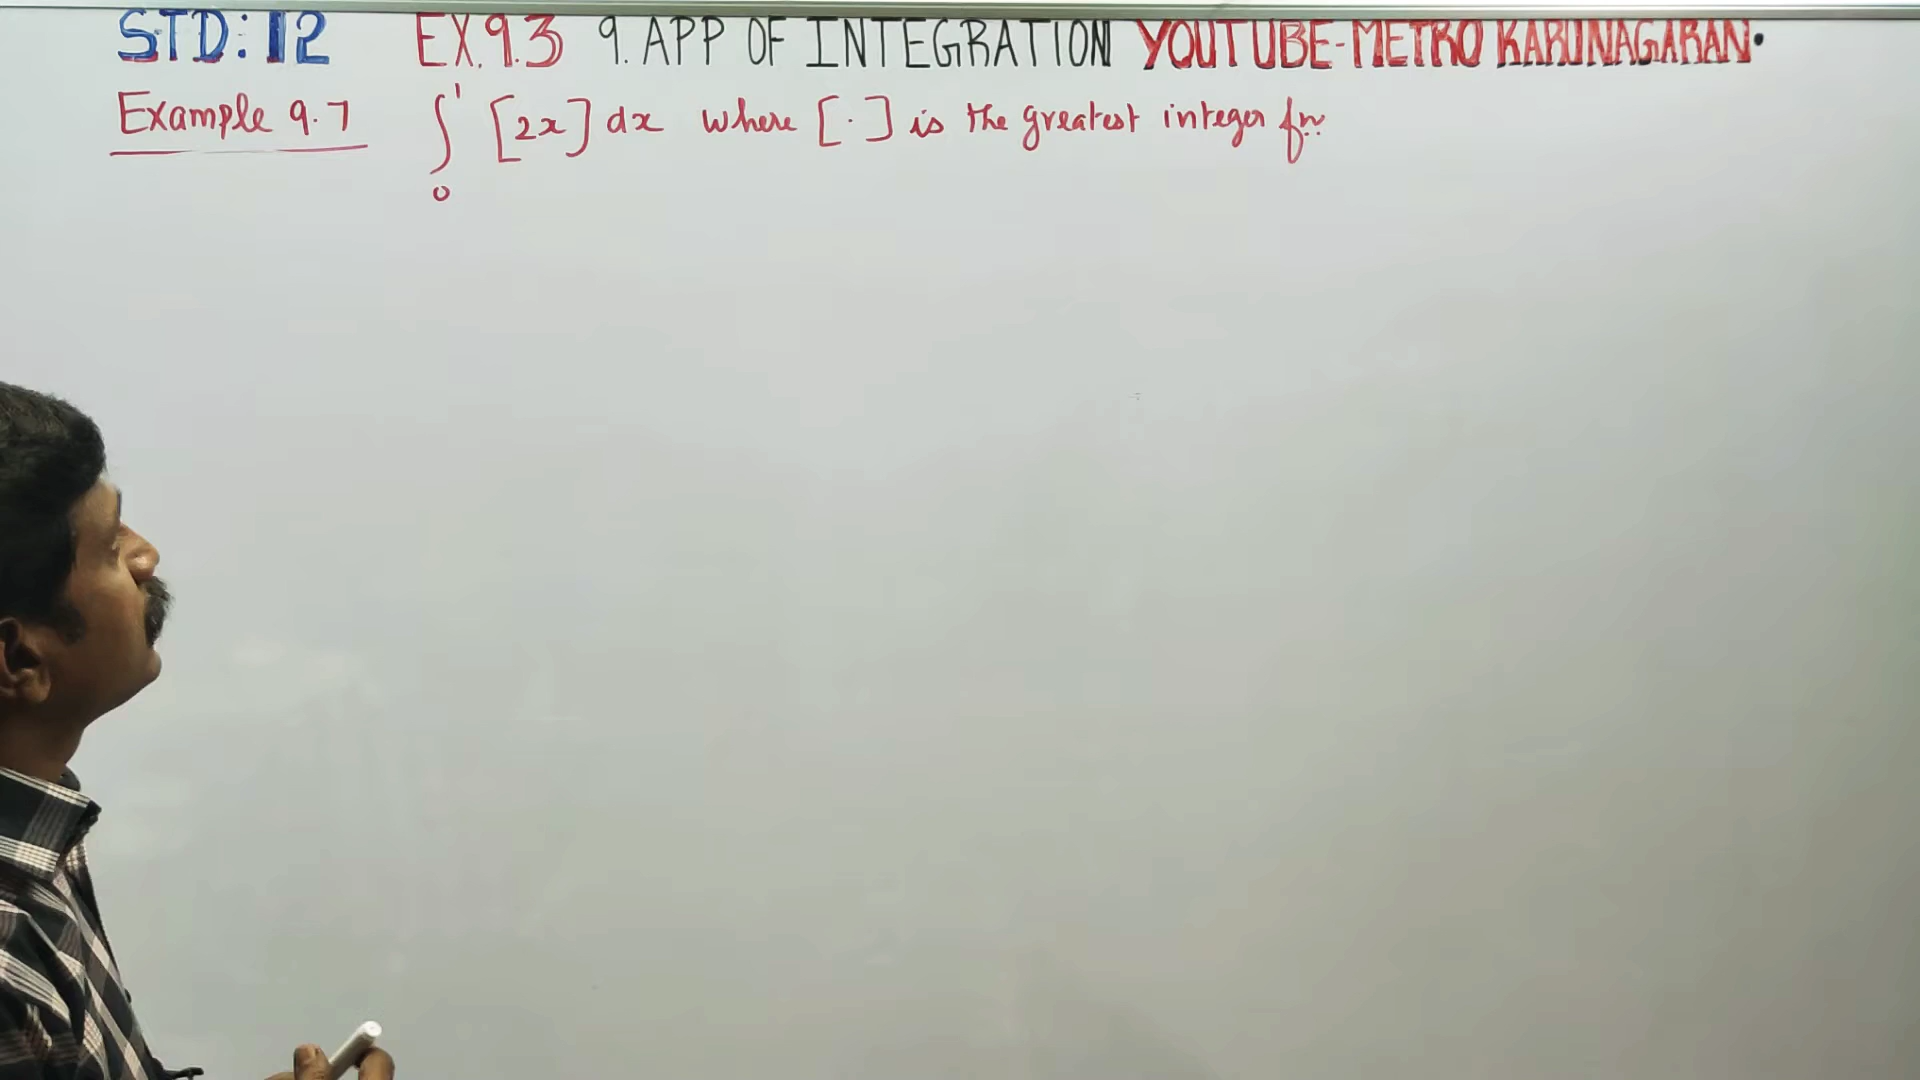 STD: 12 EX.9.3 9. APP OF INTEGRATION YOUTUBE-METRO KARUNAGARAN.
Example 9.7 ∫₀¹ [2x] dx where [·] is the greatest integer fn